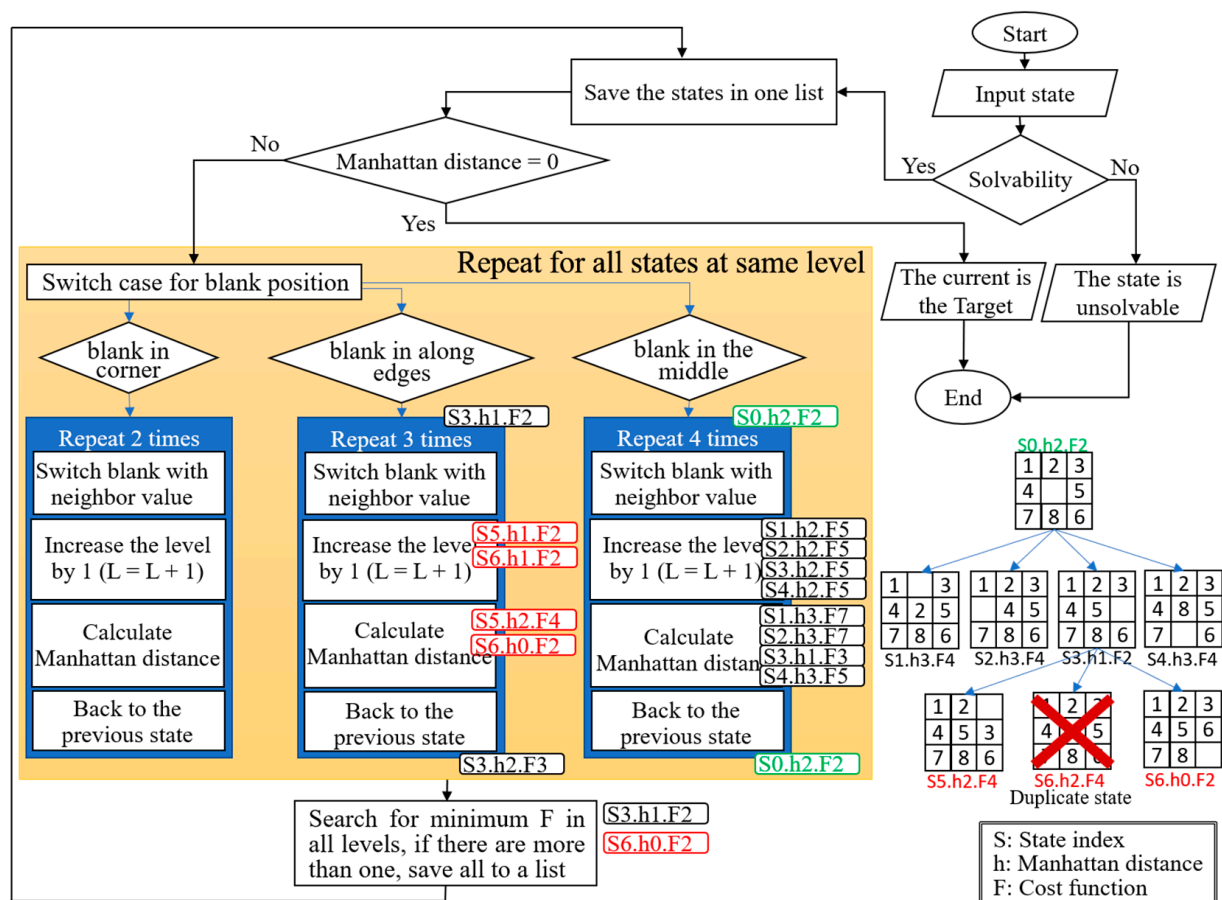 Start
Input state
Solvability
Yes
No
Save the states in one list
Manhattan distance = 0
No
Yes
The current is
the Target
The state is
unsolvable
End
Repeat for all states at same level
Switch case for blank position
blank in
corner
blank in along
edges
blank in the
middle
Repeat 2 times
Switch blank with
neighbor value
Increase the level
by 1 (L = L + 1)
Calculate
Manhattan distance
Back to the
previous state
S3.h1.F2
Repeat 3 times
Switch blank with
neighbor value
Increase the level
by 1 (L = L + 1)
S5.h1.F2
S6.h1.F2
Calculate
Manhattan distance
S5.h2.F4
S6.h0.F2
Back to the
previous state
S3.h2.F3
S0.h2.F2
Repeat 4 times
Switch blank with
neighbor value
Increase the leve
by 1 (L = L + 1)
S1.h2.F5
S2.h2.F5
S3.h2.F5
S4.h2.F5
Calculate
Manhattan distan
S1.h3.F7
S2.h3.F7
S3.h1.F3
S4.h3.F5
Back to the
previous state
S0.h2.F2
Search for minimum F in
all levels, if there are more
than one, save all to a list
S3.h1.F2
S6.h0.F2
S0.h2.F2
1 2 3
4 5
7 8 6
1 3
4 2 5
7 8 6
S1.h3.F4
1 2 3
4 5
7 8 6
S2.h3.F4
1 2 3
4 5
7 8 6
S3.h1.F2
1 2 3
4 8 5
7 6
S4.h3.F4
1 2
4 5 3
7 8 6
S5.h2.F4
2
4 5
8
S6.h2.F4
Duplicate state
1 2 3
4 5 6
7 8
S6.h0.F2
S: State index
h: Manhattan distance
F: Cost function